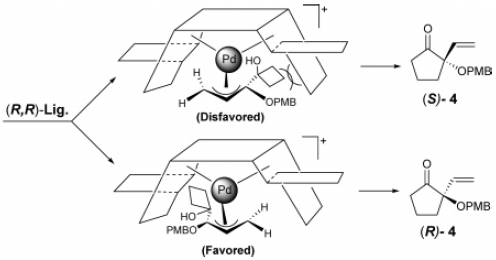 +
Pd
HO
H
H
OPMB
(Disfavored)
O
OPMB
(S)- 4
(R,R)-Lig.
+
Pd
HO
PMBO
H
H
(Favored)
O
OPMB
(R)- 4